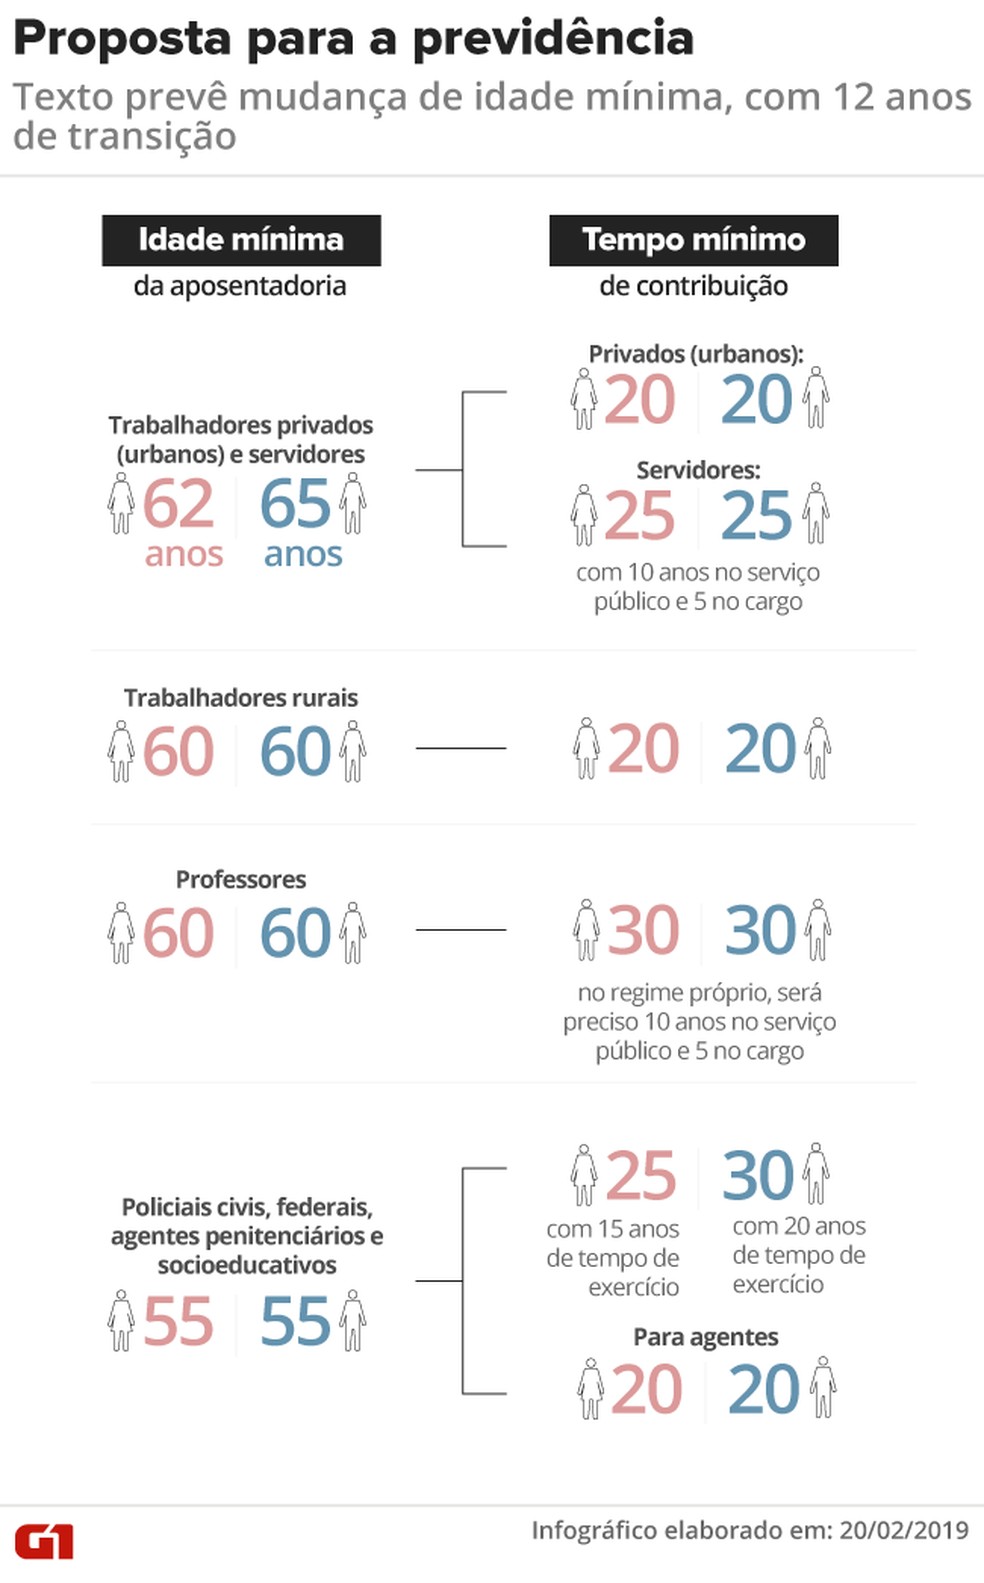 Proposta para a previdência
Texto prevê mudança de idade mínima, com 12 anos
de transição
Idade mínima
da aposentadoria
Tempo mínimo
de contribuição
Trabalhadores privados
(urbanos) e servidores
62 65
anos anos
Privados (urbanos):
20 20
Servidores:
25 25
com 10 anos no serviço
público e 5 no cargo
Trabalhadores rurais
60 60
20 20
Professores
60 60
30 30
no regime próprio, será
preciso 10 anos no serviço
público e 5 no cargo
Policiais civis, federais,
agentes penitenciários e
socioeducativos
55 55
25 30
com 15 anos
de tempo de
exercício
com 20 anos
de tempo de
exercício
Para agentes
20 20
G1
Infográfico elaborado em: 20/02/2019